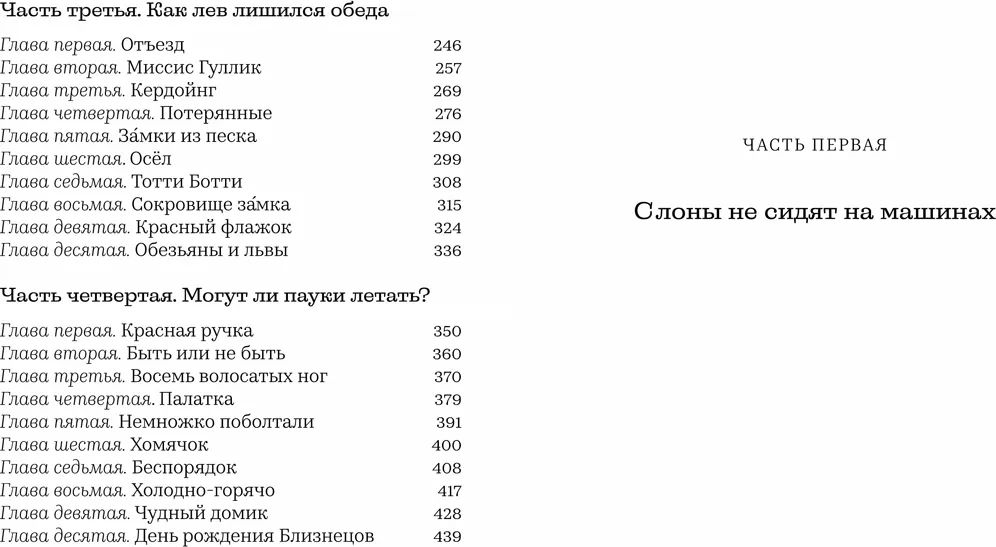 Часть третья. Как лев лишился обеда
Глава первая. Отъезд 246
Глава вторая. Миссис Гуллик 257
Глава третья. Кердойнг 269
Глава четвертая. Потерянные 276
Глава пятая. За́мки из песка 290
Глава шестая. Осёл 299
Глава седьмая. Тотти Ботти 308
Глава восьмая. Сокровище за́мка 315
Глава девятая. Красный флажок 324
Глава десятая. Обезьяны и львы 336
Часть четвертая. Могут ли пауки летать?
Глава первая. Красная ручка 350
Глава вторая. Быть или не быть 360
Глава третья. Восемь волосатых ног 370
Глава четвертая. Палатка 379
Глава пятая. Немножко поболтали 391
Глава шестая. Хомячок 400
Глава седьмая. Беспорядок 408
Глава восьмая. Холодно-горячо 417
Глава девятая. Чудный домик 428
Глава десятая. День рождения Близнецов 439
ЧАСТЬ ПЕРВАЯ
Слоны не сидят на машинах